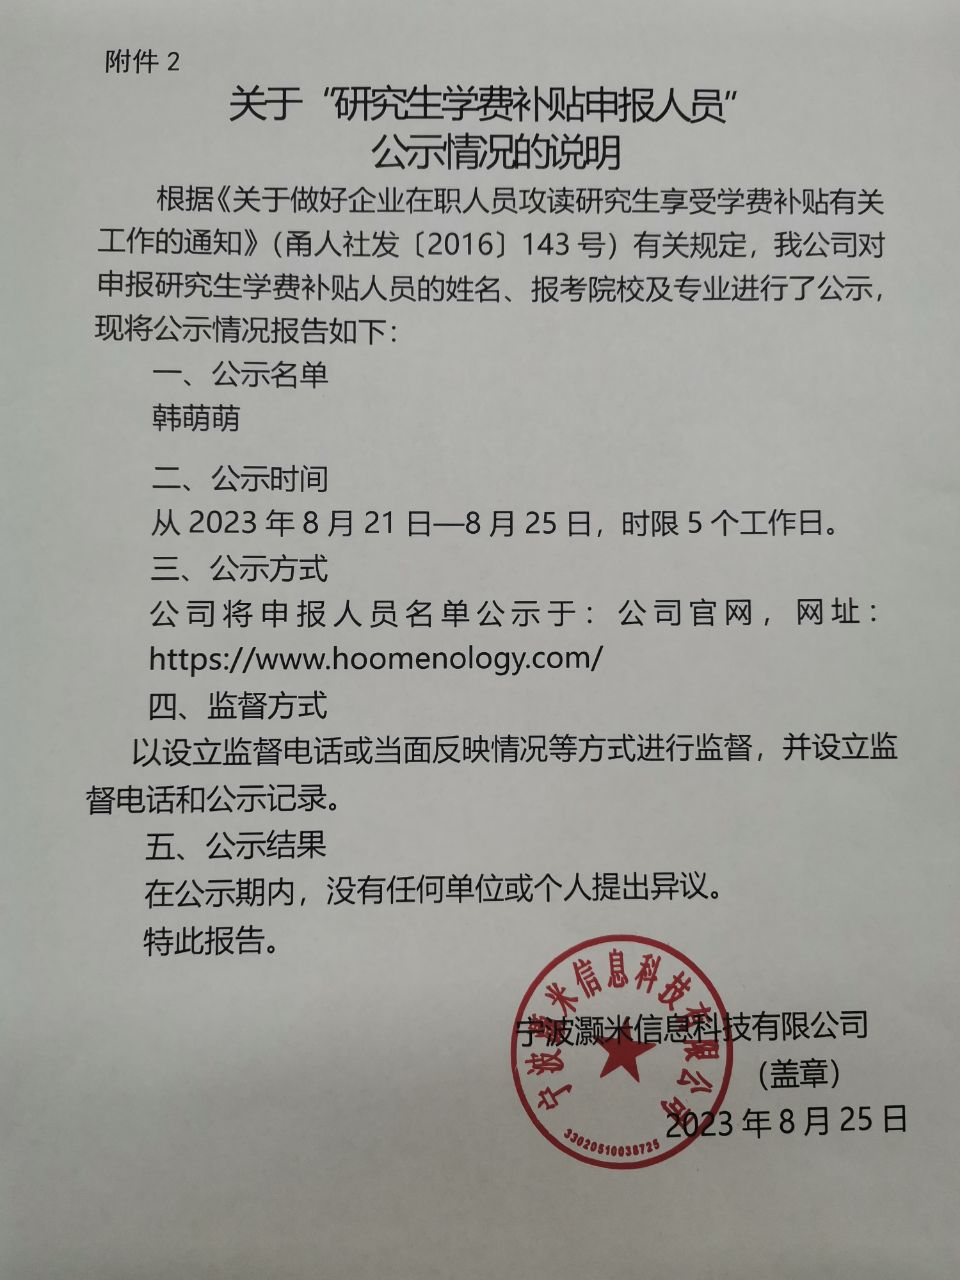 附件 2
关于“研究生学费补贴申报人员”
公示情况的说明
根据《关于做好企业在职人员攻读研究生享受学费补贴有关
工作的通知》（甬人社发〔2016〕143 号）有关规定，我公司对
申报研究生学费补贴人员的姓名、报考院校及专业进行了公示，
现将公示情况报告如下：
一、公示名单
韩萌萌
二、公示时间
从 2023 年 8 月 21 日—8 月 25 日，时限 5 个工作日。
三、公示方式
公司将申报人员名单公示于：公司官网，网址：
https://www.hoomenology.com/
四、监督方式
以设立监督电话或当面反映情况等方式进行监督，并设立监
督电话和公示记录。
五、公示结果
在公示期内，没有任何单位或个人提出异议。
特此报告。
宁波灏米信息科技有限公司
（盖章）
2023 年 8 月 25 日
宁波灏米信息科技有限公司
33020510038725